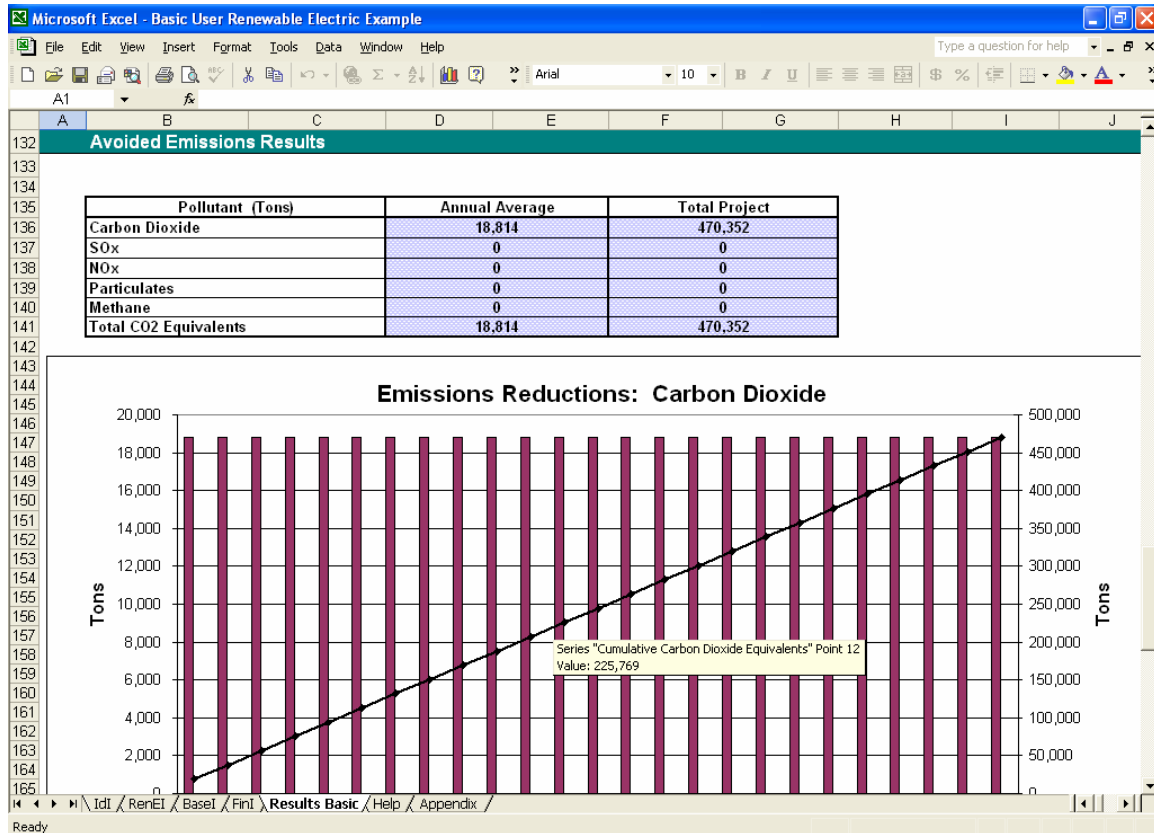 Microsoft Excel - Basic User Renewable Electric Example
File Edit View Insert Format Tools Data Window Help
Type a question for help
Arial 10 B I U $ %
A1 fx
A B C D E F G H I J
132 Avoided Emissions Results
133
134
135 Pollutant (Tons) Annual Average Total Project
136 Carbon Dioxide 18,814 470,352
137 SOx 0 0
138 NOx 0 0
139 Particulates 0 0
140 Methane 0 0
141 Total CO2 Equivalents 18,814 470,352
142
143
144
145
146
147
148
149
150
151
152
153
154
155
156
157
158
159
160
161
162
163
164
165
Emissions Reductions: Carbon Dioxide
20,000 500,000
18,000 450,000
16,000 400,000
14,000 350,000
12,000 300,000
10,000 250,000
8,000 200,000
6,000 150,000
4,000 100,000
2,000 50,000
0 0
Tons
Tons
Series "Cumulative Carbon Dioxide Equivalents" Point 12
Value: 225,769
IdI / RenEI / BaseI / FinI \ Results Basic / Help / Appendix /
Ready